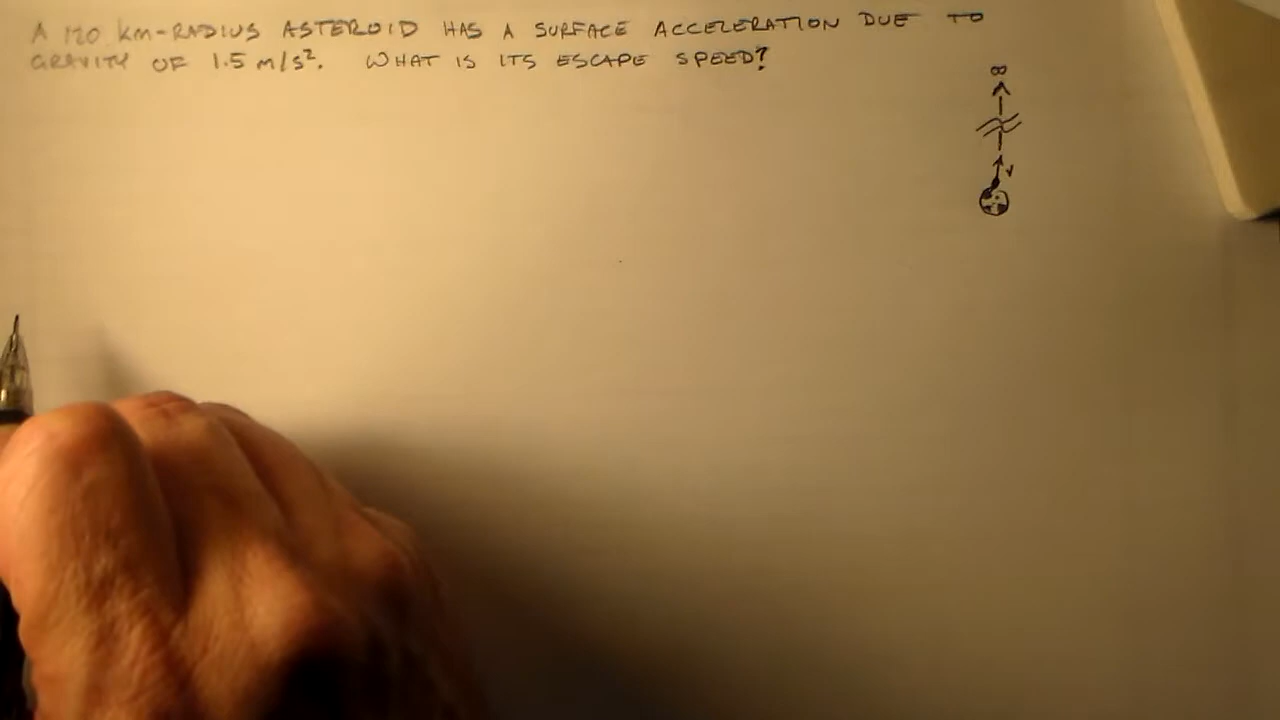 A 120 km-RADIUS ASTEROID HAS A SURFACE ACCELERATION DUE TO
GRAVITY OF 1.5 m/s². WHAT IS ITS ESCAPE SPEED?
∞
v